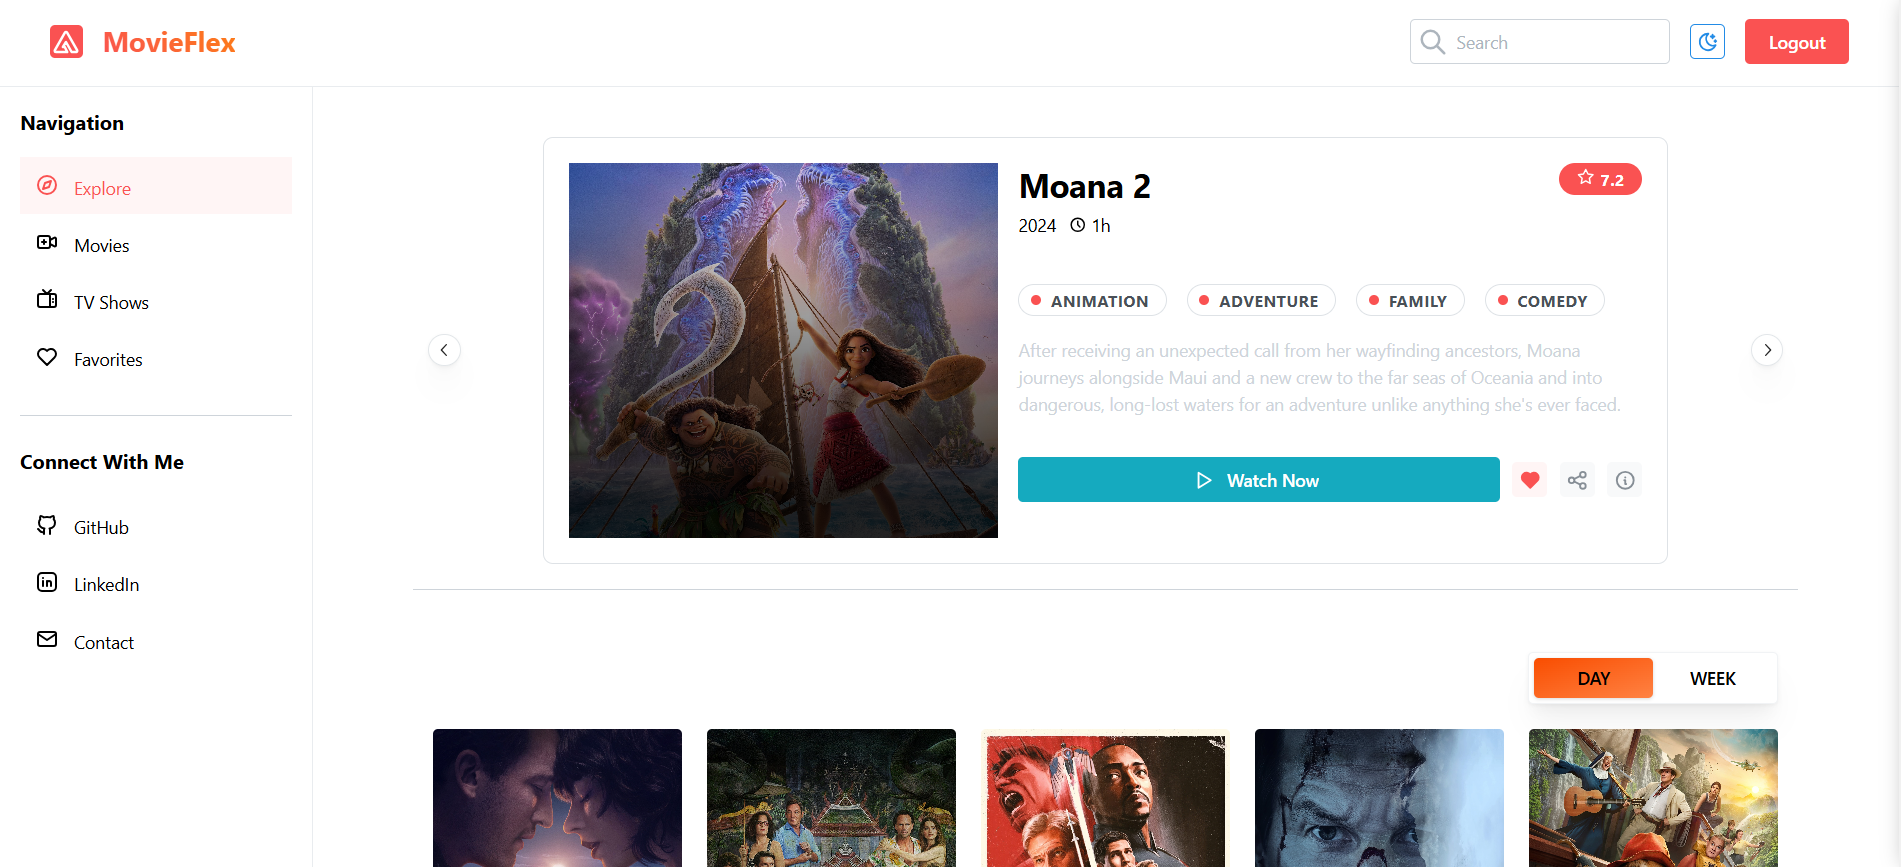 MovieFlex
Search
Logout
Navigation
Explore
Movies
TV Shows
Favorites
Connect With Me
GitHub
LinkedIn
Contact
Moana 2
7.2
2024 1h
ANIMATION ADVENTURE FAMILY COMEDY
After receiving an unexpected call from her wayfinding ancestors, Moana
journeys alongside Maui and a new crew to the far seas of Oceania and into
dangerous, long-lost waters for an adventure unlike anything she's ever faced.
Watch Now
DAY WEEK